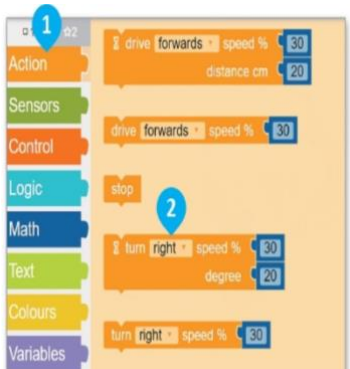 1
☆2
Action
Sensors
Control
Logic
Math
Text
Colours
Variables
drive forwards speed % 30
distance cm 20
drive forwards speed % 30
stop
2
turn right speed % 30
degree 20
turn right speed % 30